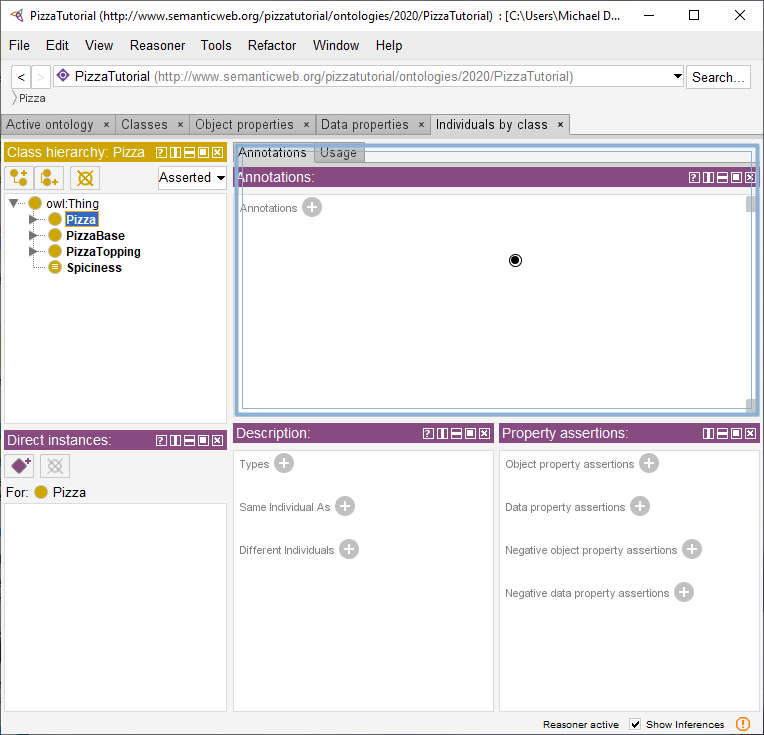 PizzaTutorial (http://www.semanticweb.org/pizzatutorial/ontologies/2020/PizzaTutorial) : [C:\Users\Michael D...
File Edit View Reasoner Tools Refactor Window Help
< > PizzaTutorial (http://www.semanticweb.org/pizzatutorial/ontologies/2020/PizzaTutorial) Search...
Pizza
Active ontology × Classes × Object properties × Data properties × Individuals by class ×
Class hierarchy: Pizza
Asserted
owl:Thing
Pizza
PizzaBase
PizzaTopping
Spiciness
Annotations Usage
Annotations:
Annotations
Direct instances:
For: Pizza
Description:
Types
Same Individual As
Different Individuals
Property assertions:
Object property assertions
Data property assertions
Negative object property assertions
Negative data property assertions
Reasoner active Show Inferences